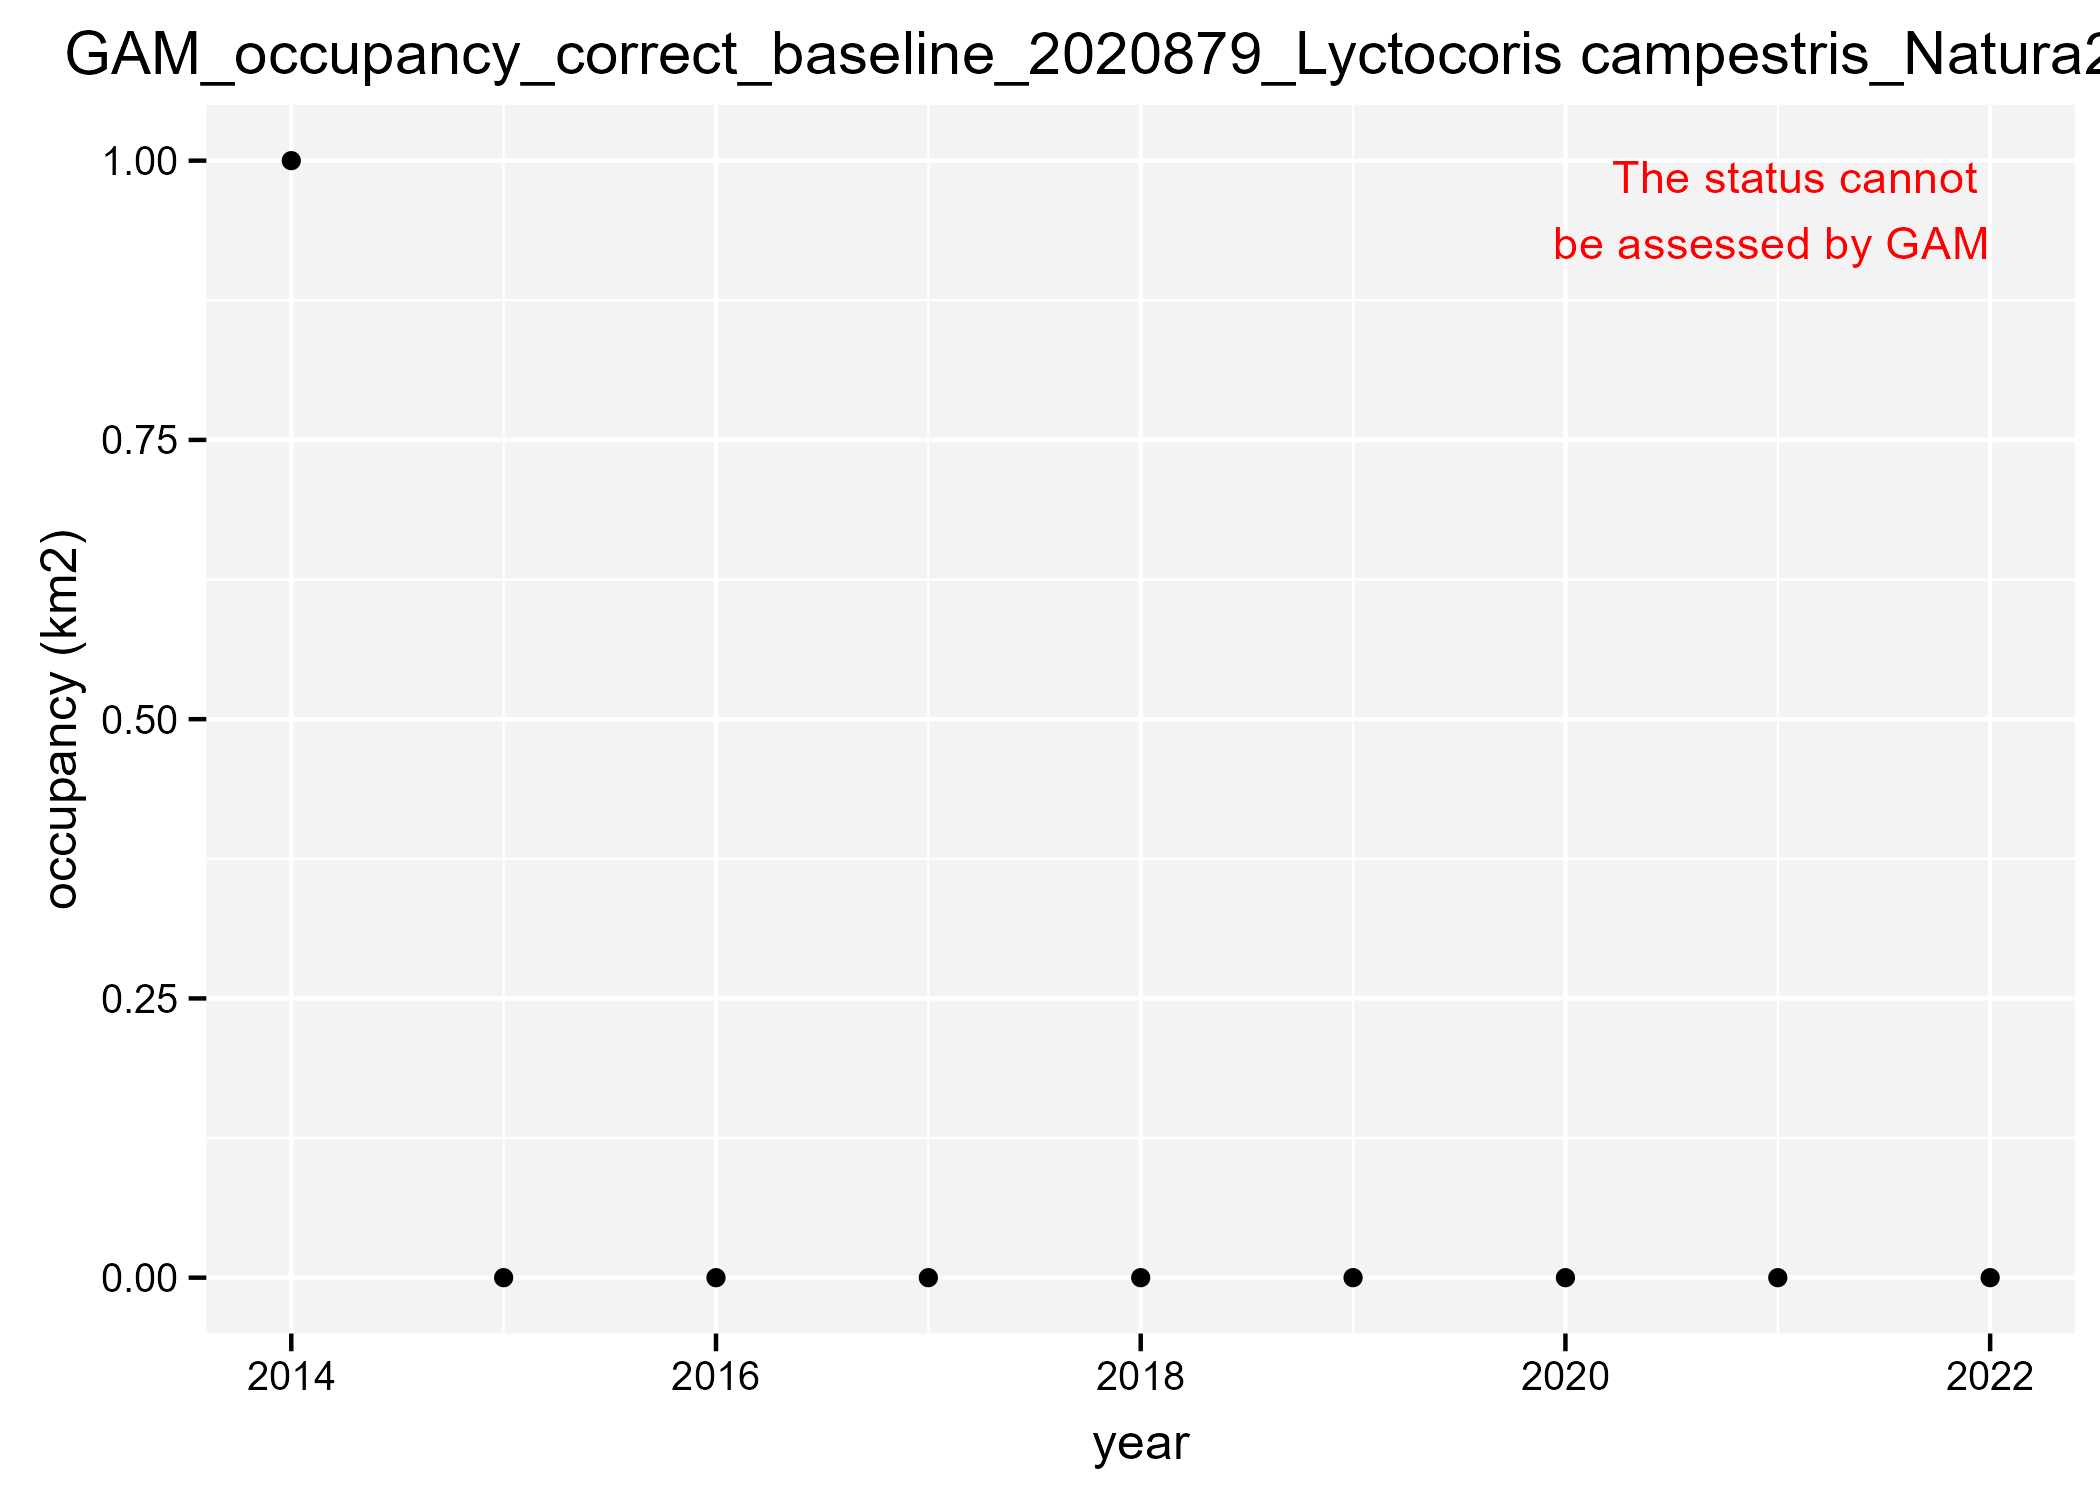 GAM_occupancy_correct_baseline_2020879_Lyctocoris campestris_Natura2
The status cannot
be assessed by GAM
1.00
0.75
0.50
0.25
0.00
occupancy (km2)
2014 2016 2018 2020 2022
year